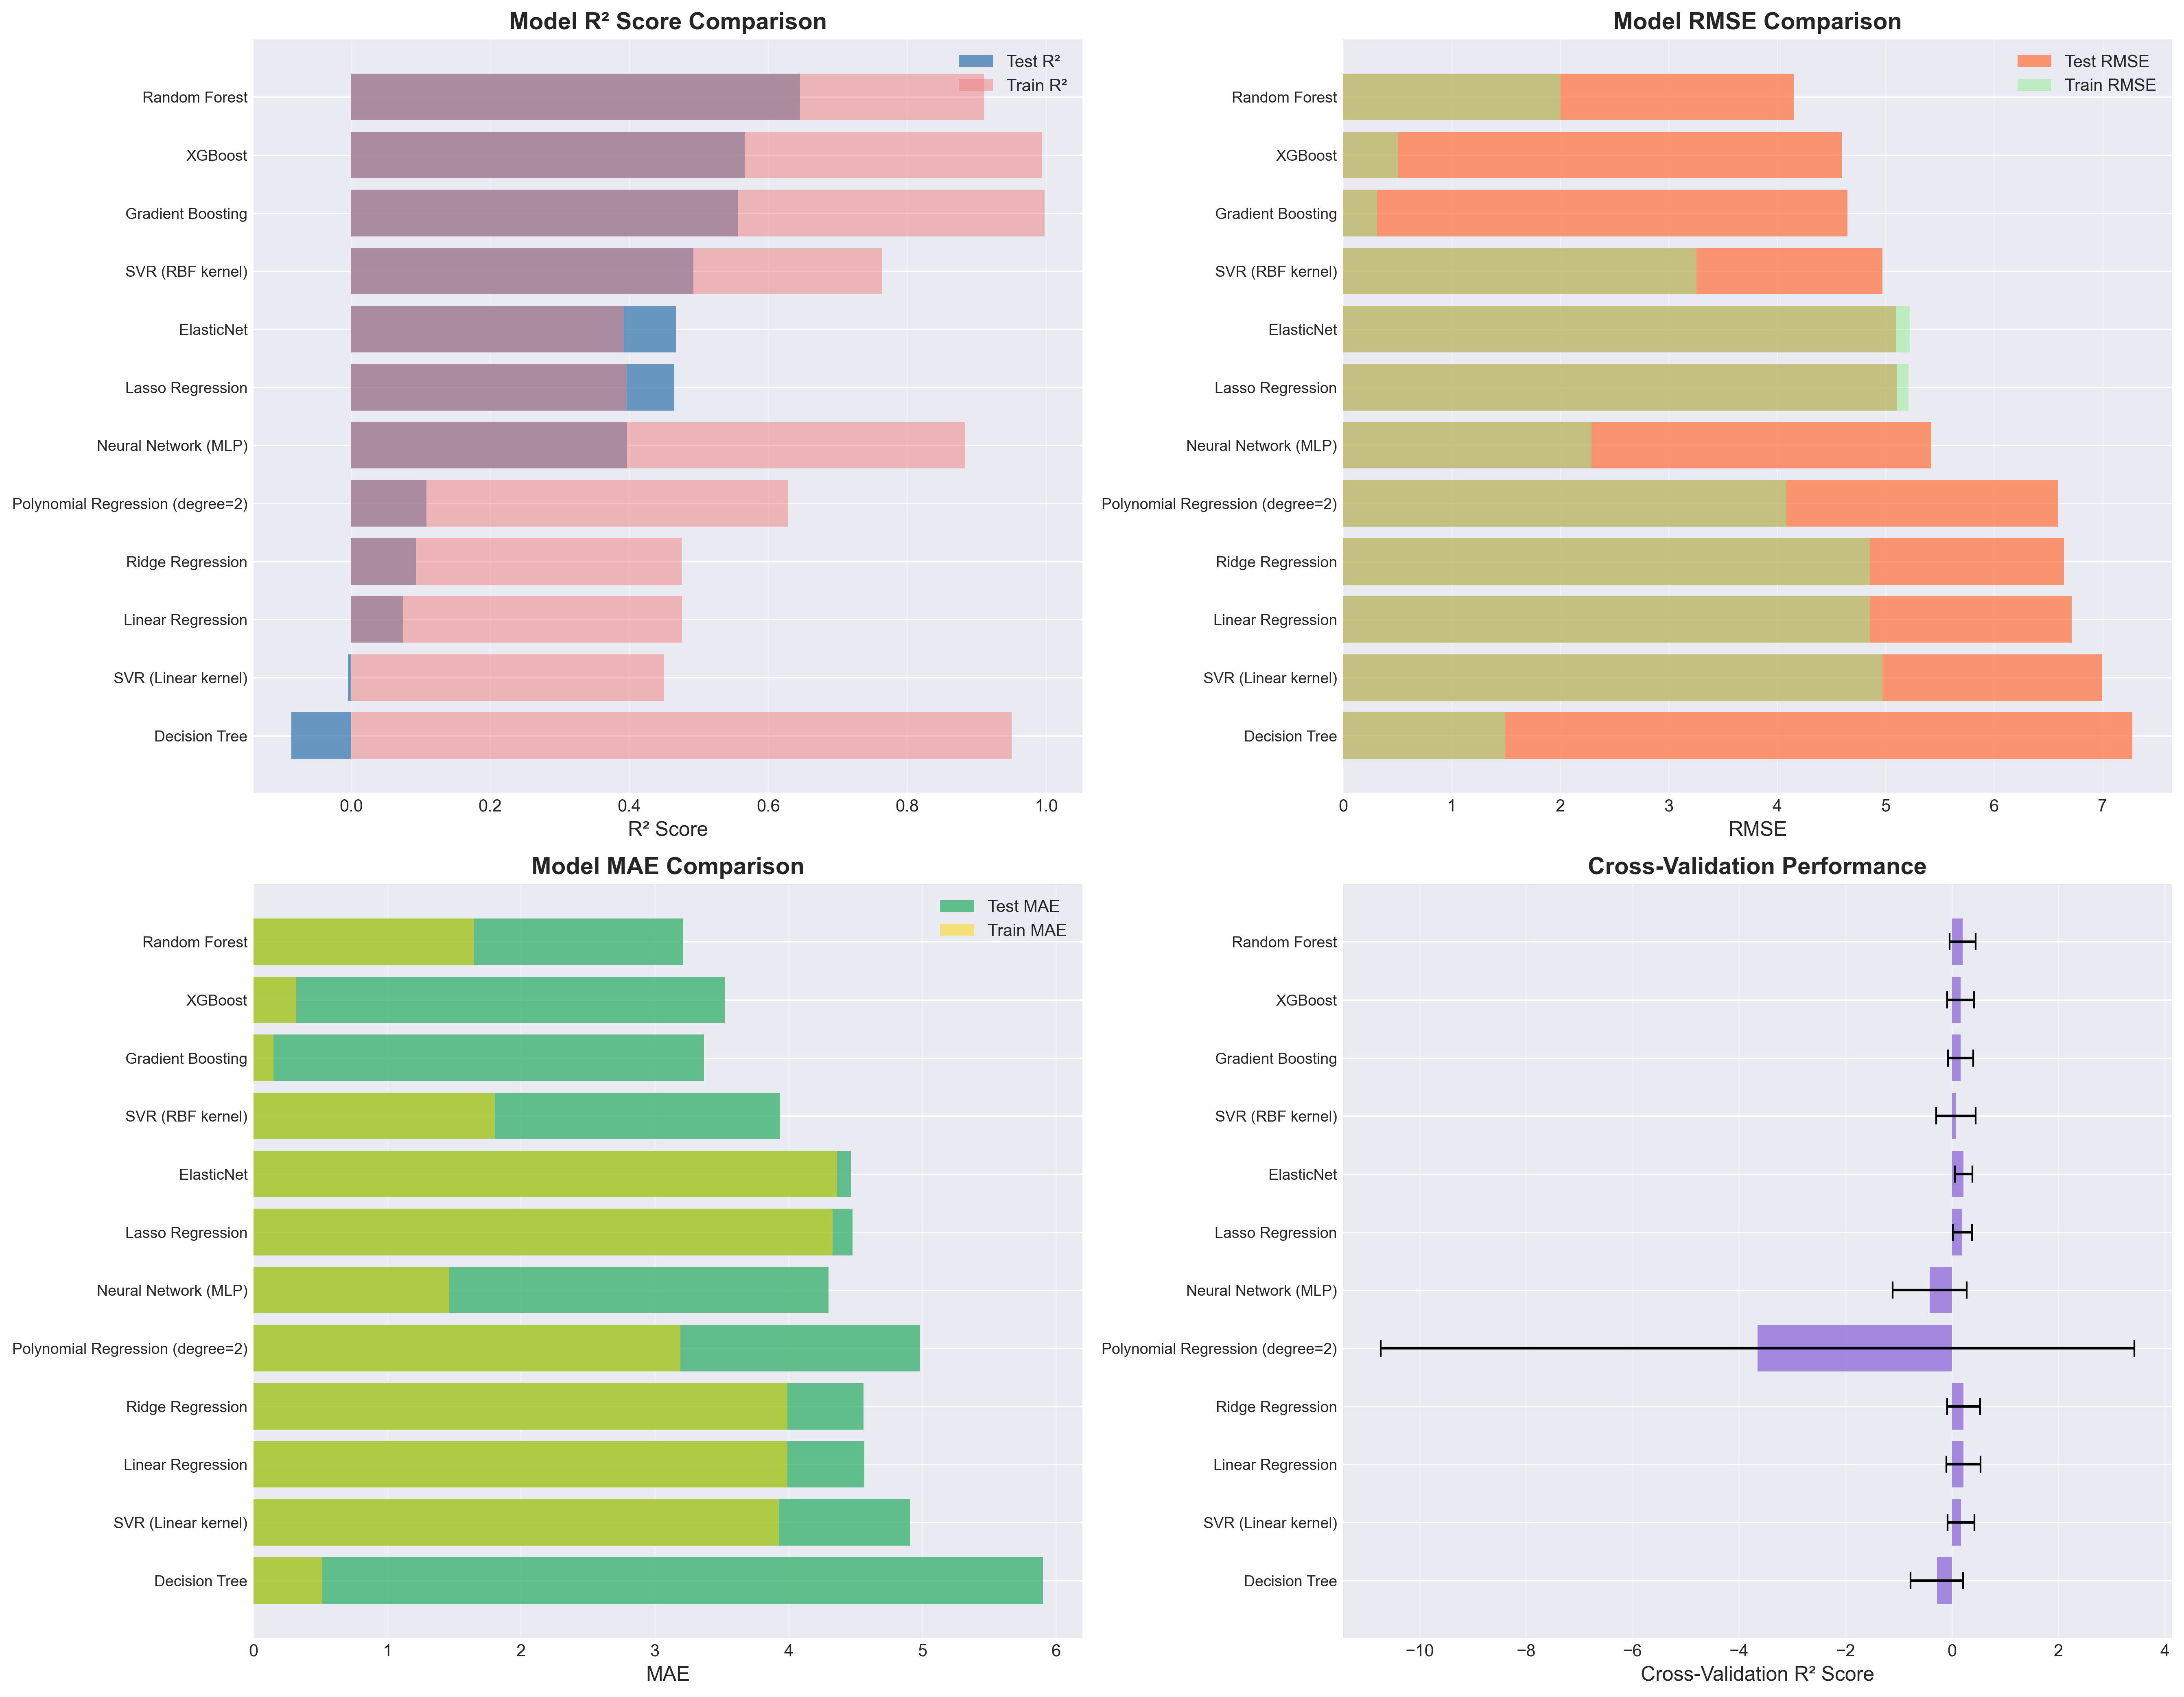 Model R² Score Comparison
Test R²
Train R²
Random Forest
XGBoost
Gradient Boosting
SVR (RBF kernel)
ElasticNet
Lasso Regression
Neural Network (MLP)
Polynomial Regression (degree=2)
Ridge Regression
Linear Regression
SVR (Linear kernel)
Decision Tree
0.0 0.2 0.4 0.6 0.8 1.0
R² Score
Model RMSE Comparison
Test RMSE
Train RMSE
Random Forest
XGBoost
Gradient Boosting
SVR (RBF kernel)
ElasticNet
Lasso Regression
Neural Network (MLP)
Polynomial Regression (degree=2)
Ridge Regression
Linear Regression
SVR (Linear kernel)
Decision Tree
0 1 2 3 4 5 6 7
RMSE
Model MAE Comparison
Test MAE
Train MAE
Random Forest
XGBoost
Gradient Boosting
SVR (RBF kernel)
ElasticNet
Lasso Regression
Neural Network (MLP)
Polynomial Regression (degree=2)
Ridge Regression
Linear Regression
SVR (Linear kernel)
Decision Tree
0 1 2 3 4 5 6
MAE
Cross-Validation Performance
Random Forest
XGBoost
Gradient Boosting
SVR (RBF kernel)
ElasticNet
Lasso Regression
Neural Network (MLP)
Polynomial Regression (degree=2)
Ridge Regression
Linear Regression
SVR (Linear kernel)
Decision Tree
−10 −8 −6 −4 −2 0 2 4
Cross-Validation R² Score